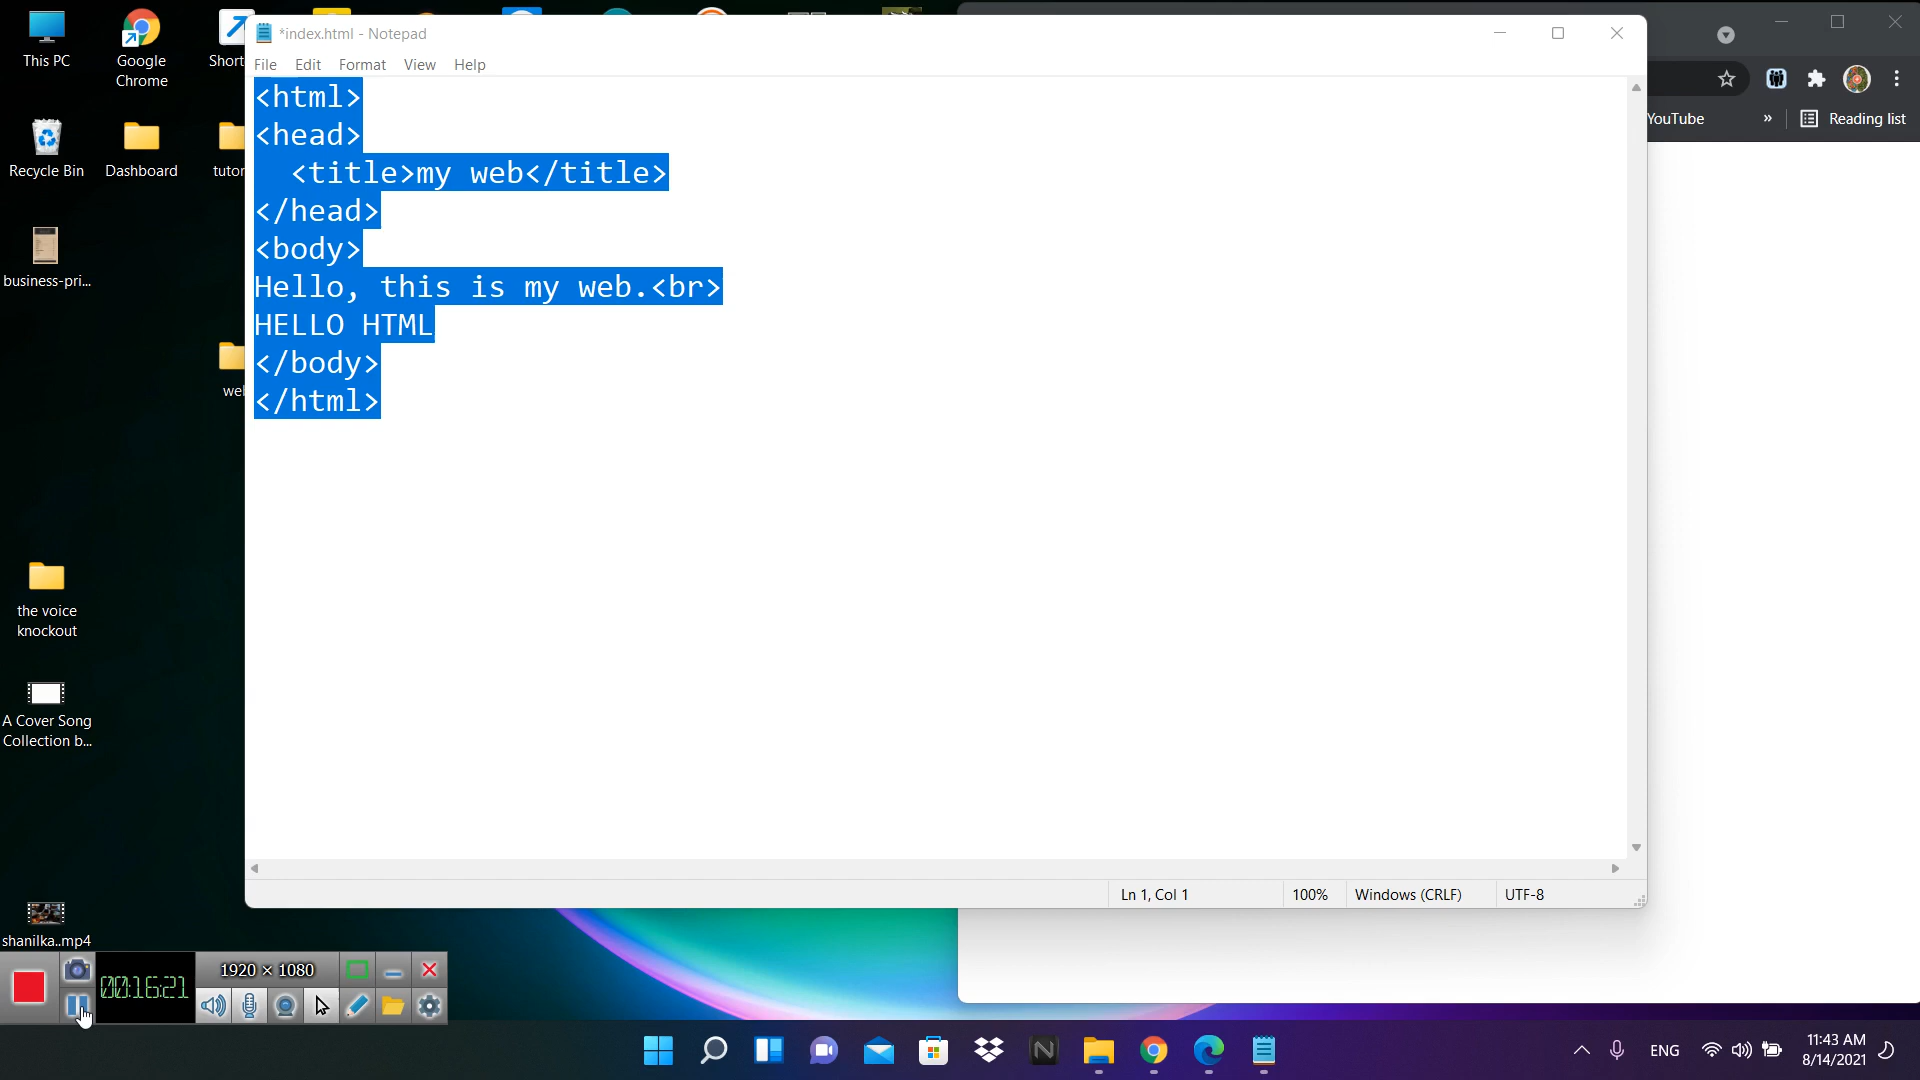 This PC
Google
Chrome
Short
Recycle Bin
Dashboard
tutor
business-pri...
wel
the voice
knockout
A Cover Song
Collection b...
shanilka..mp4
*index.html - Notepad
File Edit Format View Help
<html>
<head>
<title>my web</title>
</head>
<body>
Hello, this is my web.<br>
HELLO HTML
</body>
</html>
Ln 1, Col 1
100%
Windows (CRLF)
UTF-8
YouTube
»
Reading list
00:16:21
1920 × 1080
ENG
11:43 AM
8/14/2021